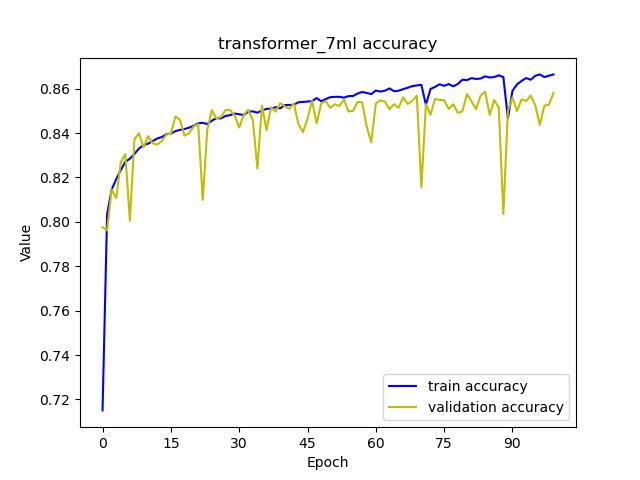 transformer_7ml accuracy
Value
0.86
0.84
0.82
0.80
0.78
0.76
0.74
0.72
train accuracy
validation accuracy
0 15 30 45 60 75 90
Epoch